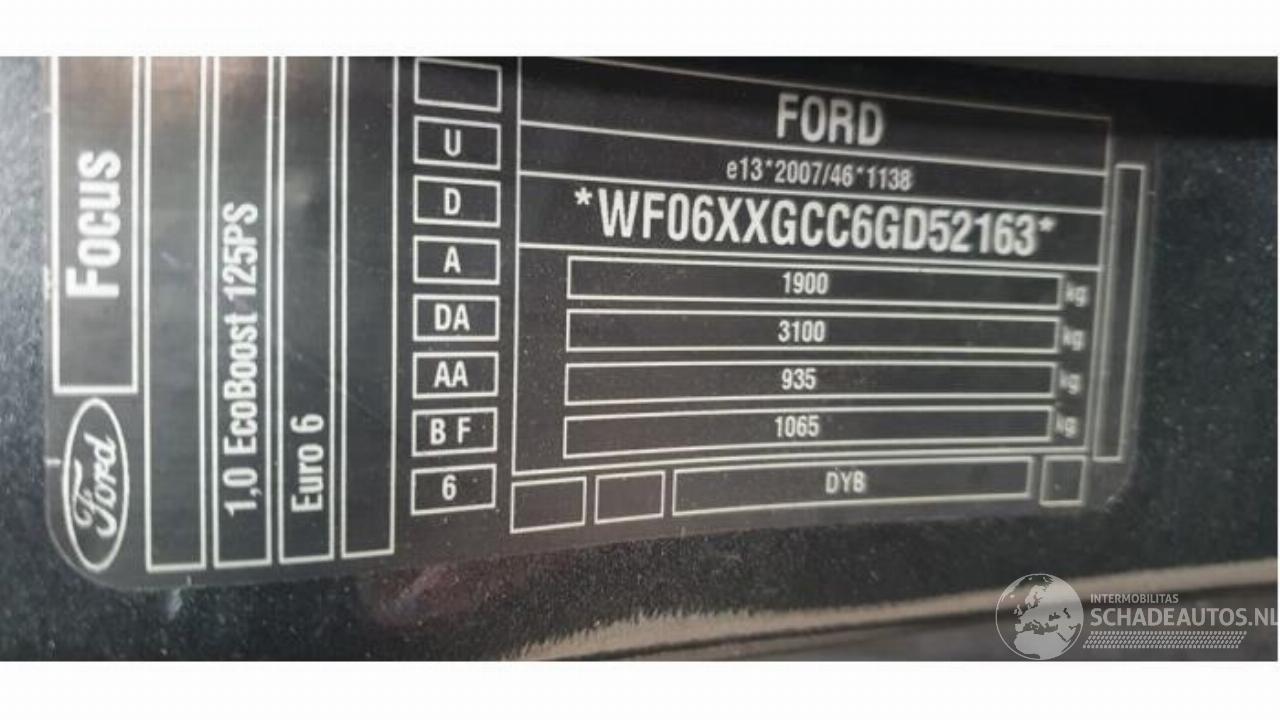 Ford
FOCUS
1,0 EcoBoost 125PS
Euro 6
U
D
A
DA
AA
B F
6
FORD
e13*2007/46*1138
*WF06XXGCC6GD52163*
1900 kg
3100 kg
935 kg
1065 kg
DYB
INTERMOBILITAS
SCHADEAUTOS.NL